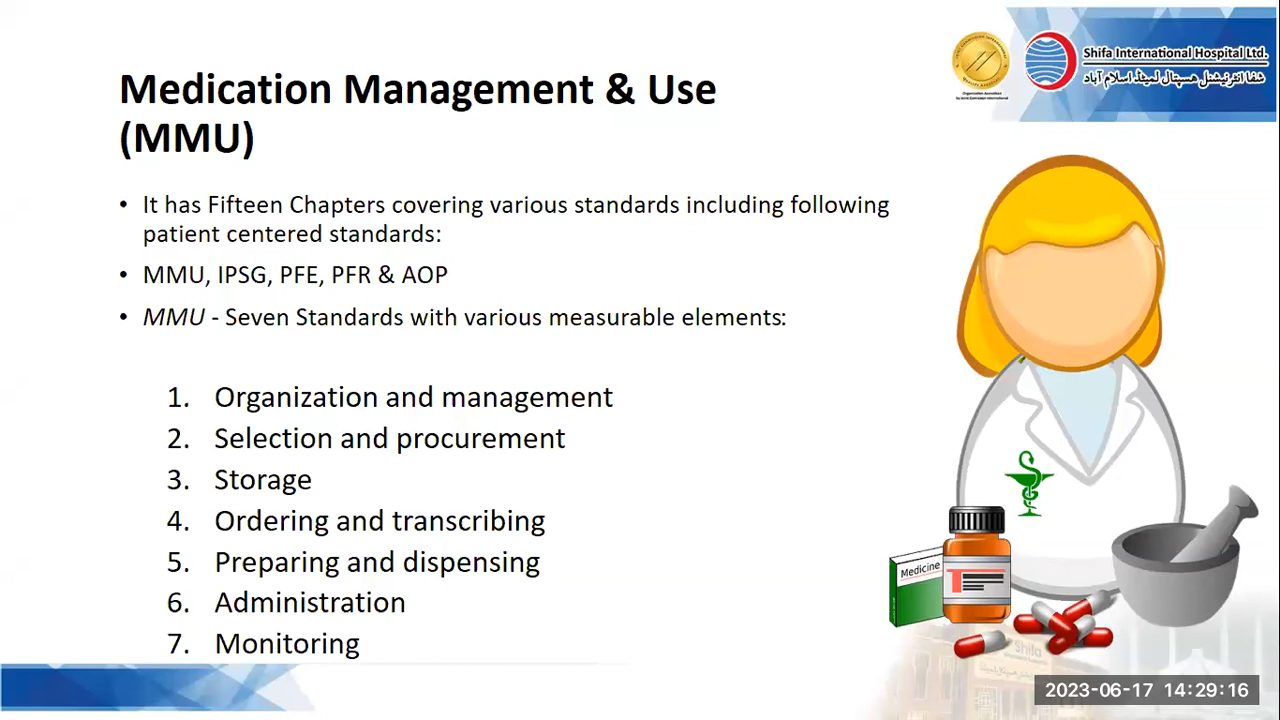 Shifa International Hospital Ltd.
شفا انٹرنیشنل ہسپتال لمیٹڈ اسلام آباد
Medication Management & Use
(MMU)
• It has Fifteen Chapters covering various standards including following
patient centered standards:
• MMU, IPSG, PFE, PFR & AOP
• MMU - Seven Standards with various measurable elements:
1. Organization and management
2. Selection and procurement
3. Storage
4. Ordering and transcribing
5. Preparing and dispensing
6. Administration
7. Monitoring
Medicine
Shifa
2023-06-17 14:29:16